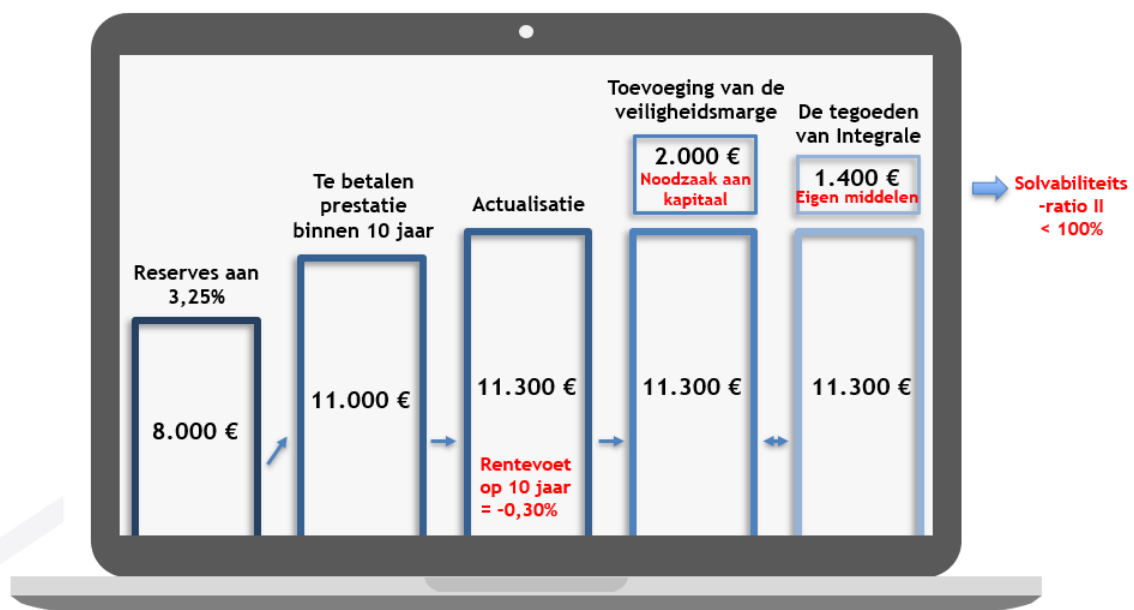 Reserves aan
3,25%
8.000 €
Te betalen
prestatie
binnen 10 jaar
11.000 €
Actualisatie
11.300 €
Rentevoet
op 10 jaar
= -0,30%
Toevoeging van de
veiligheidsmarge
2.000 €
Noodzaak aan
kapitaal
11.300 €
De tegoeden
van Integrale
1.400 €
Eigen middelen
11.300 €
Solvabiliteits
-ratio II
< 100%